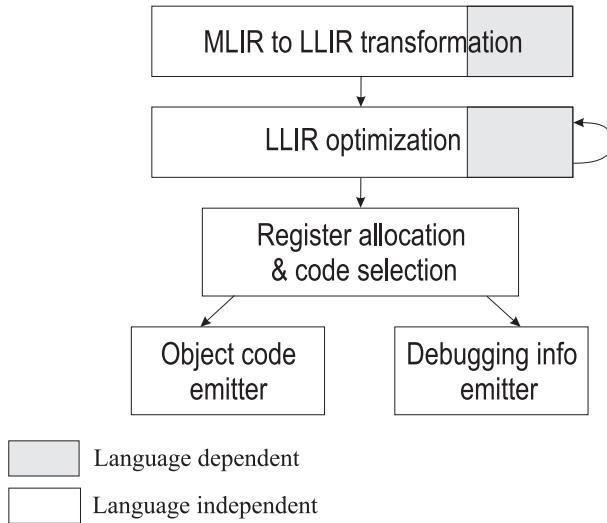 MLIR to LLIR transformation
LLIR optimization
Register allocation
& code selection
Object code
emitter
Debugging info
emitter
Language dependent
Language independent